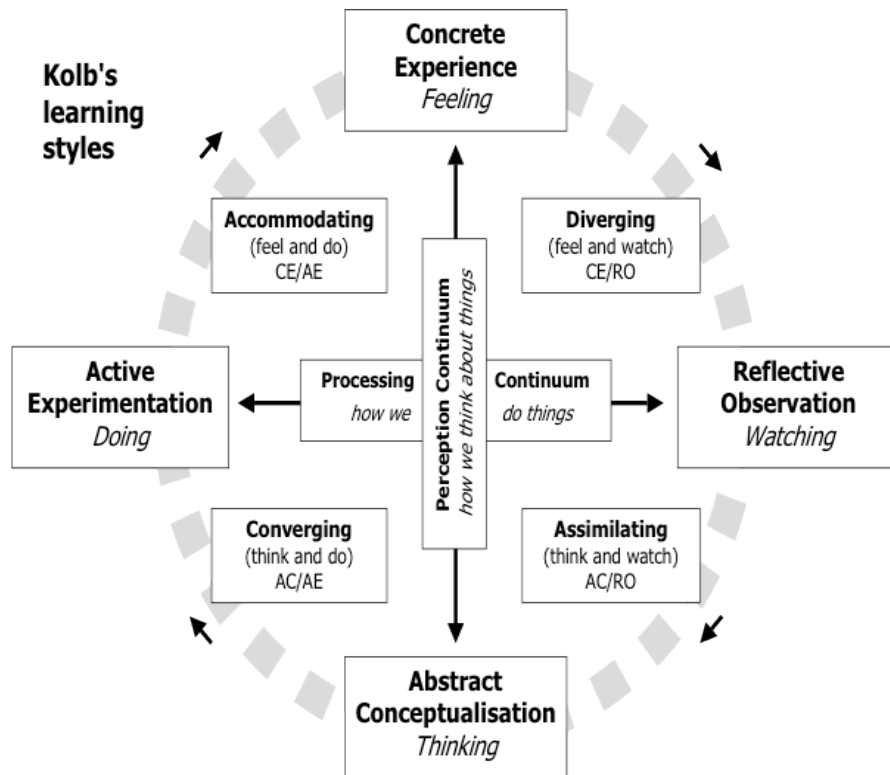 Kolb's
learning
styles
Concrete
Experience
Feeling
Accommodating
(feel and do)
CE/AE
Diverging
(feel and watch)
CE/RO
Active
Experimentation
Doing
Processing
how we
Perception Continuum
how we think about things
Continuum
do things
Reflective
Observation
Watching
Converging
(think and do)
AC/AE
Assimilating
(think and watch)
AC/RO
Abstract
Conceptualisation
Thinking